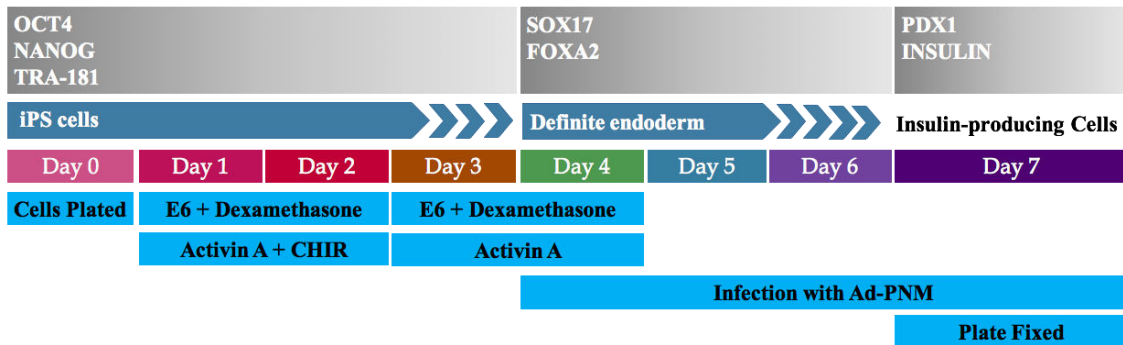 OCT4
NANOG
TRA-181
SOX17
FOXA2
PDX1
INSULIN
iPS cells
Definite endoderm
Insulin-producing Cells
Day 0
Day 1
Day 2
Day 3
Day 4
Day 5
Day 6
Day 7
Cells Plated
E6 + Dexamethasone
E6 + Dexamethasone
Activin A + CHIR
Activin A
Infection with Ad-PNM
Plate Fixed